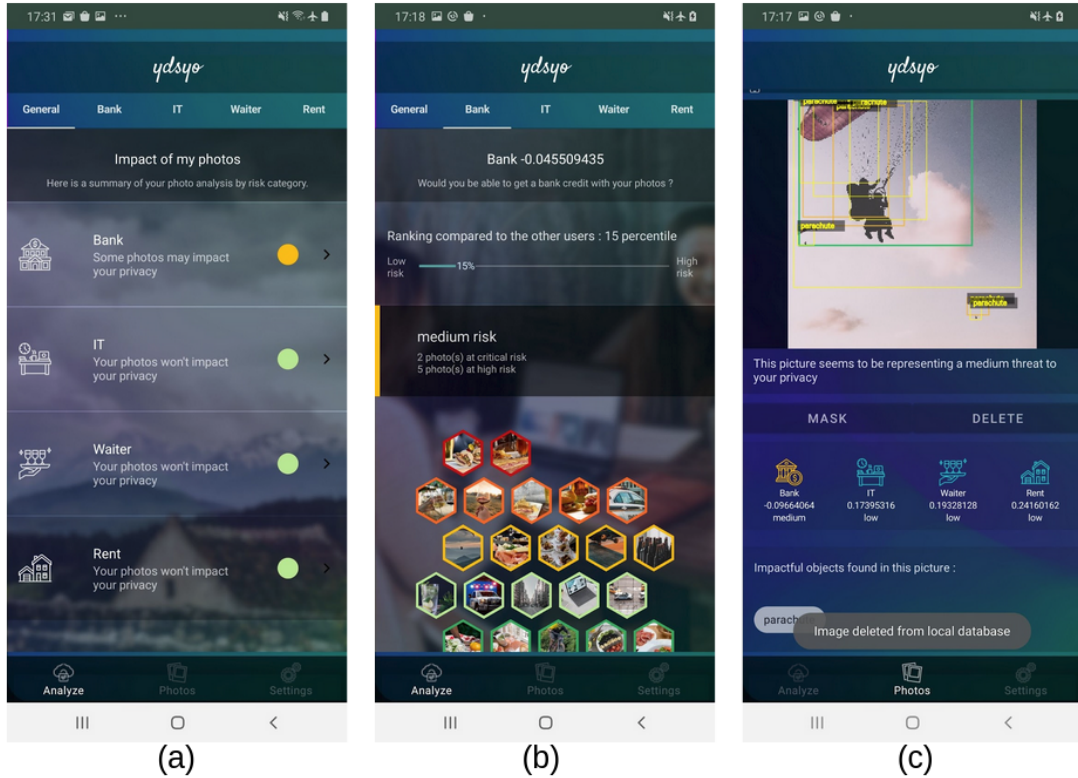 17:31
ydsyo
General Bank IT Waiter Rent
Impact of my photos
Here is a summary of your photo analysis by risk category.
Bank
Some photos may impact
your privacy
IT
Your photos won't impact
your privacy
Waiter
Your photos won't impact
your privacy
Rent
Your photos won't impact
your privacy
Analyze Photos Settings
(a)
17:18
ydsyo
General Bank IT Waiter Rent
Bank -0.045509435
Would you be able to get a bank credit with your photos ?
Ranking compared to the other users : 15 percentile
Low
risk
15%
High
risk
medium risk
2 photo(s) at critical risk
5 photo(s) at high risk
Analyze Photos Settings
(b)
17:17
ydsyo
parachute
parachute
parachute
parachute
This picture seems to be representing a medium threat to
your privacy
MASK DELETE
Bank IT Waiter Rent
-0.09664064 0.17395316 0.19328128 0.24160162
medium low low low
Impactful objects found in this picture :
Image deleted from local database
Analyze Photos Settings
(c)